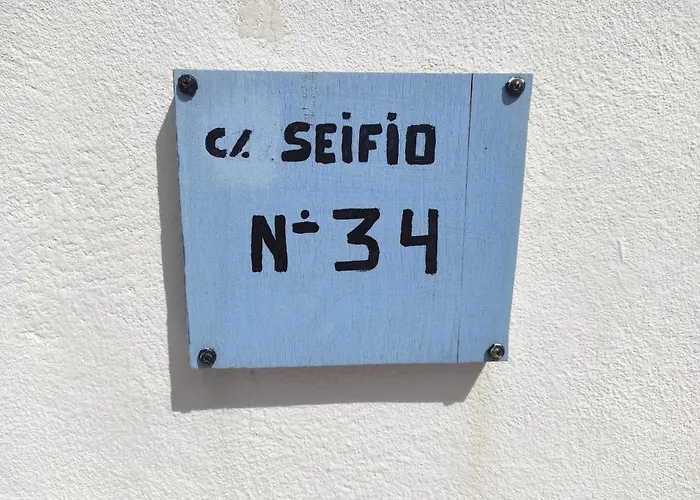 C/. SEiFiO
Nº 34